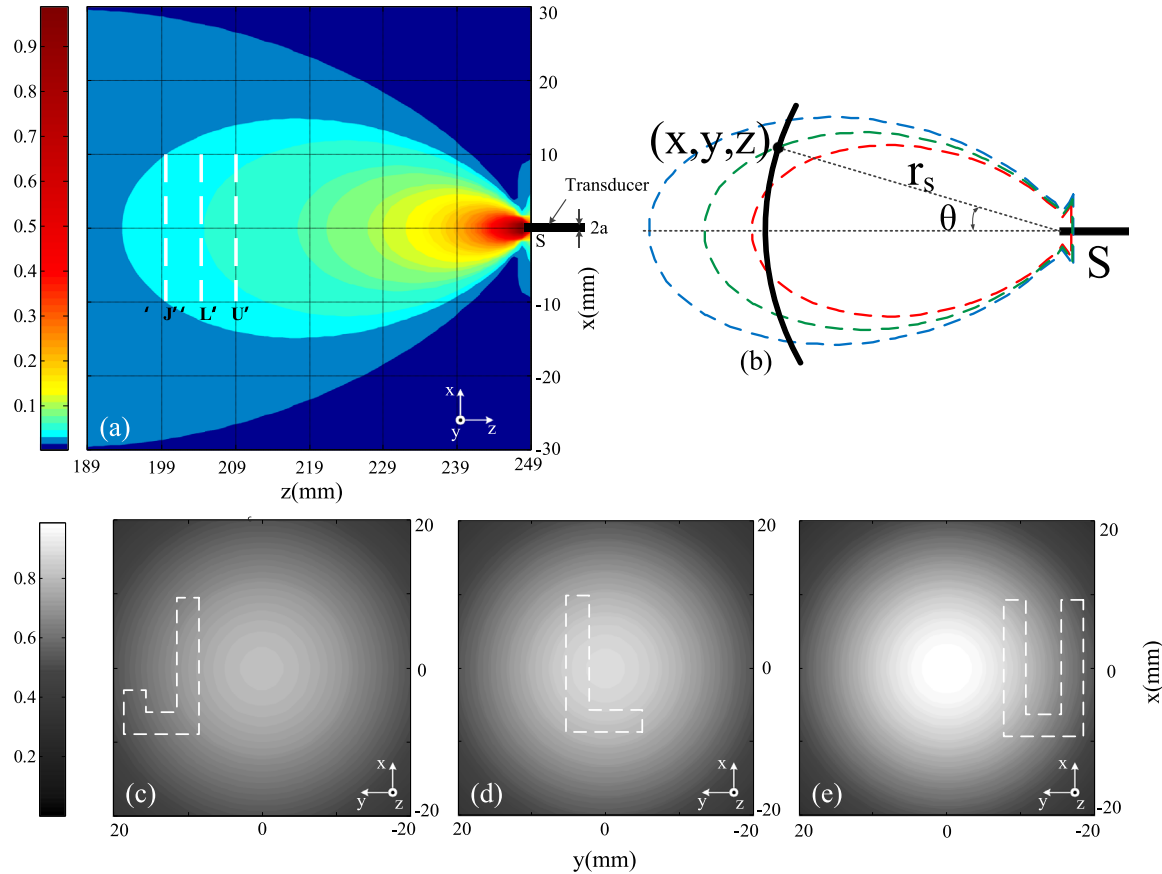 0.9
0.8
0.7
0.6
0.5
0.4
0.3
0.2
0.1
30
20
10
-10
-20
-30
x(mm)
Transducer
S
2a
‘ J’‘ L‘ U’
(a)
x
y
z
189 199 209 219 229 239 249
z(mm)
(x,y,z)
rs
θ
S
(b)
0.8
0.6
0.4
0.2
(c)
x
y
z
20 0 -20
20
0
-20
(d)
x
y
z
20 0 -20
20
0
-20
(e)
x
y
z
20 0 -20
20
0
-20
x(mm)
y(mm)